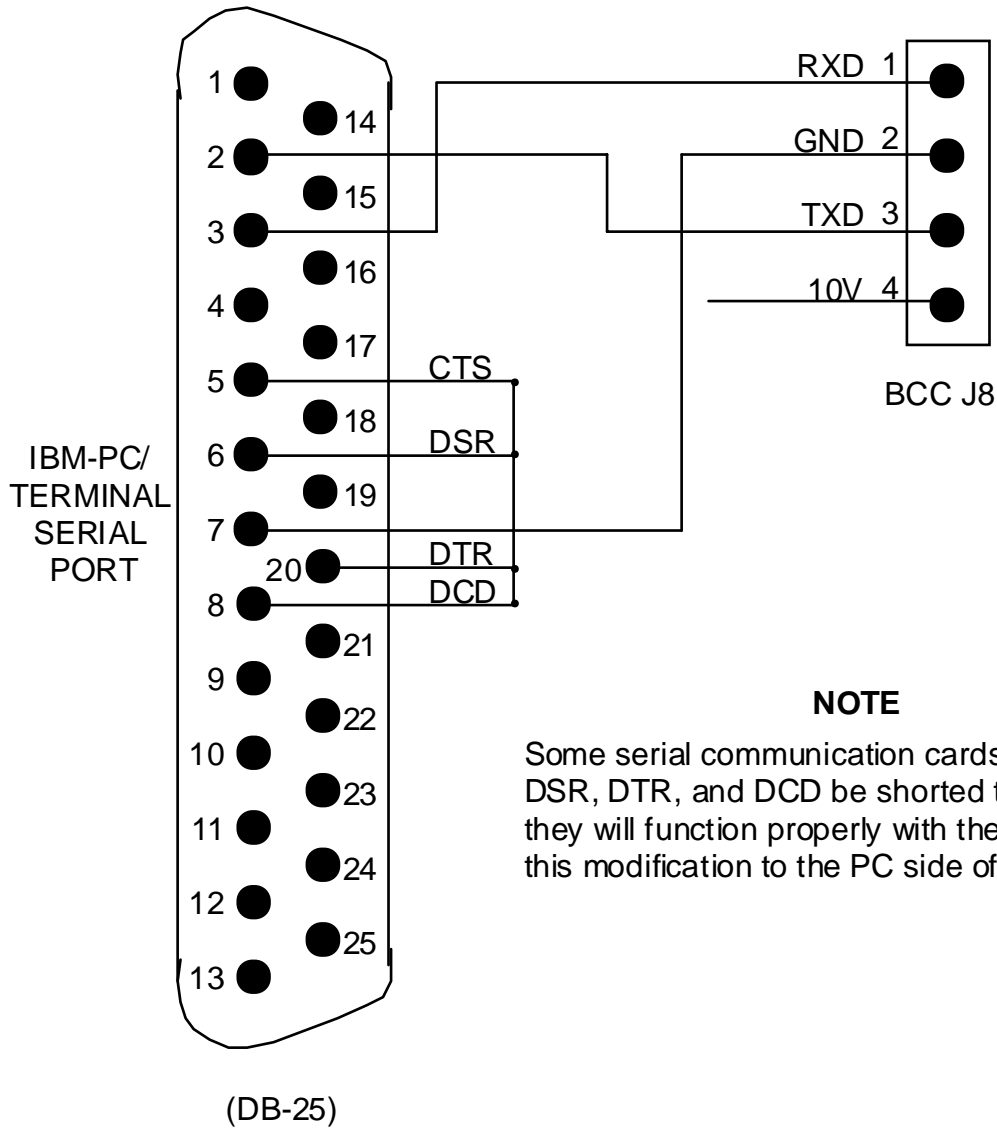 1
14
2
15
3
16
4
17
5
18
6
19
7
20
8
21
9
22
10
23
11
24
12
25
13
IBM-PC/
TERMINAL
SERIAL
PORT
(DB-25)
CTS
DSR
DTR
DCD
RXD 1
GND 2
TXD 3
10V 4
BCC J8
NOTE
Some serial communication cards
DSR, DTR, and DCD be shorted
they will function properly with the
this modification to the PC side of